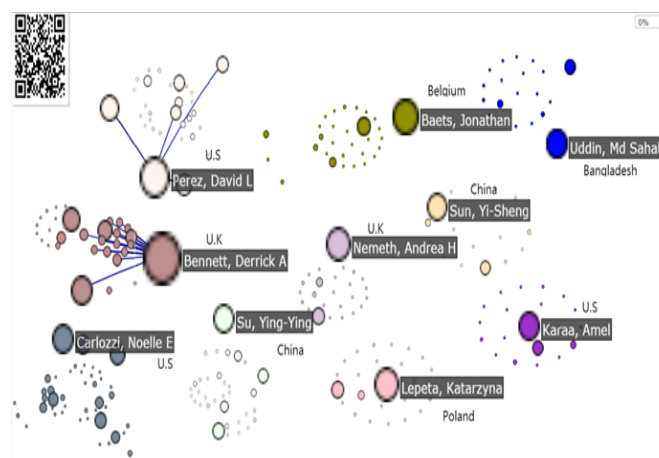 0%
Belgium
Baets, Jonathan
Uddin, Md Sahab
Bangladesh
U.S
Perez, David L
China
Sun, Yi-Sheng
U.K
Nemeth, Andrea H
U.K
Bennett, Derrick A
U.S
Karaa, Amel
Su, Ying-Ying
China
Carlozzi, Noelle E
U.S
Lepeta, Katarzyna
Poland